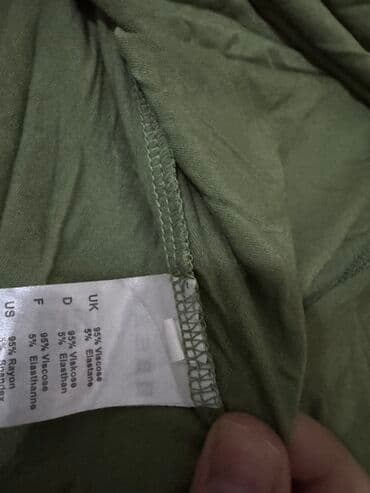 UK 95% Viscose
5% Elastane
D 95% Viskose
5% Elasthan
F 95% Viscose
5% Elasthanne
US 95% Rayon